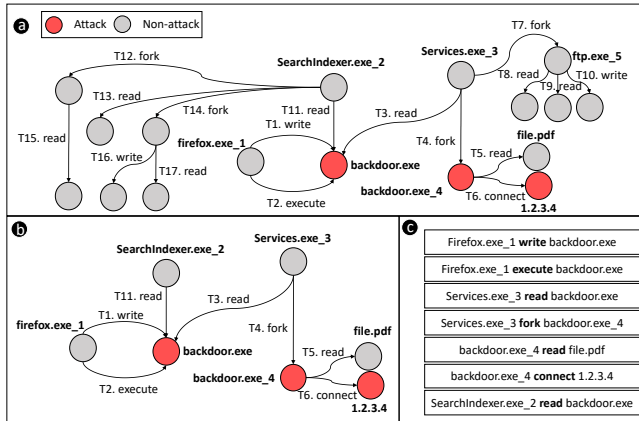 Attack
Non-attack
a
T12. fork
SearchIndexer.exe_2
Services.exe_3
T7. fork
ftp.exe_5
T8. read
T9. read
T10. write
T13. read
T14. fork
T11. read
T3. read
T15. read
T1. write
firefox.exe_1
T4. fork
file.pdf
T16. write
T17. read
backdoor.exe
T5. read
backdoor.exe_4
T2. execute
T6. connect
1.2.3.4
b
SearchIndexer.exe_2
Services.exe_3
T11. read
T3. read
firefox.exe_1
T1. write
T4. fork
file.pdf
backdoor.exe
T5. read
T2. execute
backdoor.exe_4
T6. connect
1.2.3.4
c
Firefox.exe_1 write backdoor.exe
Firefox.exe_1 execute backdoor.exe
Services.exe_3 read backdoor.exe
Services.exe_3 fork backdoor.exe_4
backdoor.exe_4 read file.pdf
backdoor.exe_4 connect 1.2.3.4
SearchIndexer.exe_2 read backdoor.exe